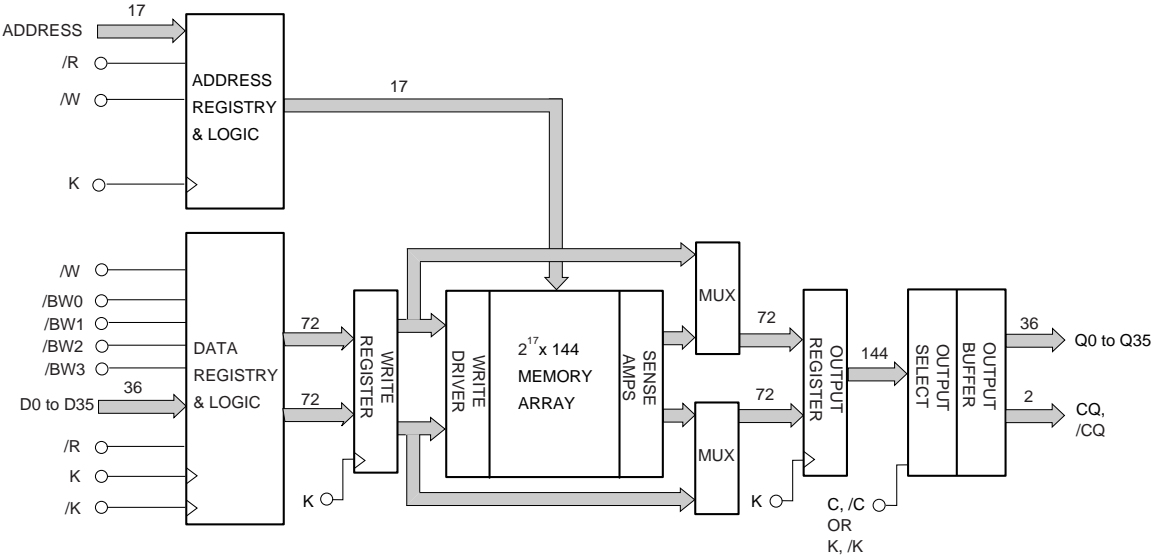 17
ADDRESS
/R
/W
ADDRESS
REGISTRY
& LOGIC
17
K
/W
/BW0
/BW1
/BW2
/BW3
36
D0 to D35
/R
K
/K
DATA
REGISTRY
& LOGIC
72
72
WRITE
REGISTER
K
WRITE
DRIVER
2¹⁷ x 144
MEMORY
ARRAY
SENSE
AMPS
MUX
MUX
72
72
OUTPUT
REGISTER
K
144
OUTPUT
SELECT
OUTPUT
BUFFER
C, /C
OR
K, /K
36
Q0 to Q35
2
CQ,
/CQ